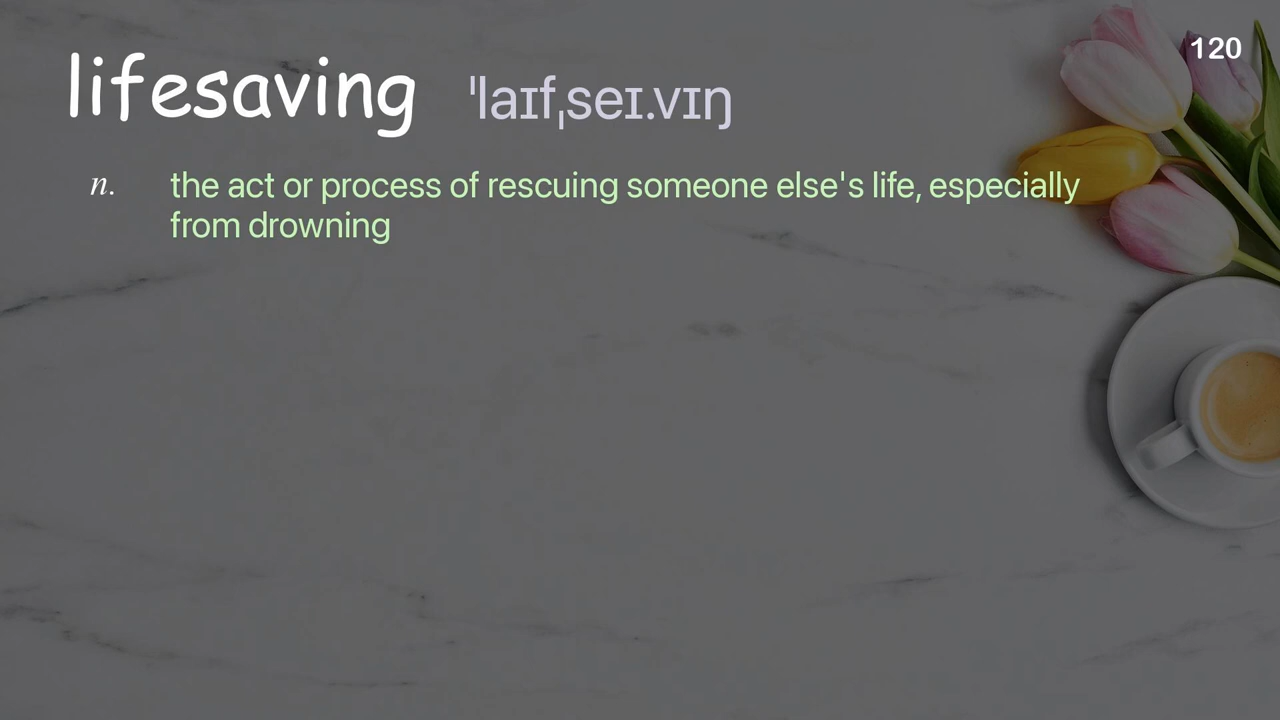 120
lifesaving ˈlaɪfˌseɪ.vɪŋ
n. the act or process of rescuing someone else's life, especially
from drowning